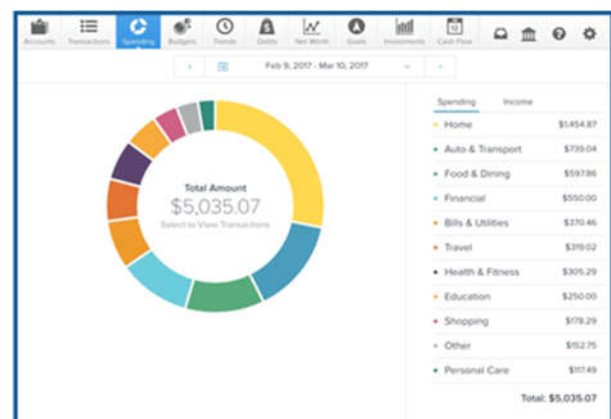 Accounts Transactions Spending Budgets Trends Debts Net Worth Goals Investments Cash Flow
12
Feb 9, 2017 - Mar 10, 2017
Spending Income
Home $1,454.87
Auto & Transport $739.04
Food & Dining $597.86
Financial $550.00
Bills & Utilities $370.46
Travel $319.02
Health & Fitness $305.29
Education $250.00
Shopping $178.29
Other $152.75
Personal Care $117.49
Total: $5,035.07
Total Amount
$5,035.07
Select to View Transactions